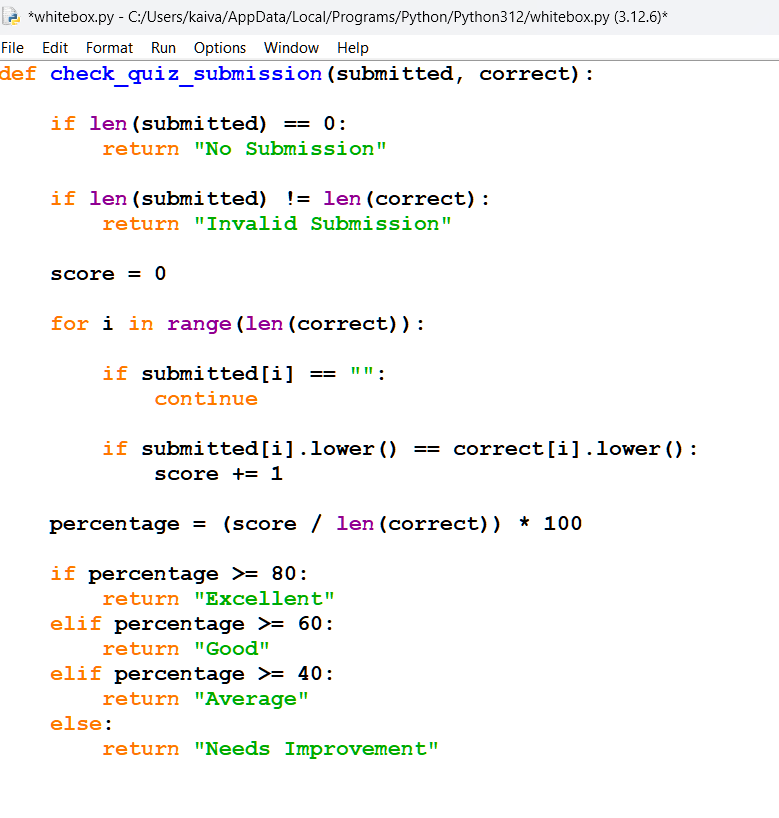 *whitebox.py - C:/Users/kaiva/AppData/Local/Programs/Python/Python312/whitebox.py (3.12.6)*
File Edit Format Run Options Window Help
def check_quiz_submission(submitted, correct):
    if len(submitted) == 0:
        return "No Submission"
    if len(submitted) != len(correct):
        return "Invalid Submission"
    score = 0
    for i in range(len(correct)):
        if submitted[i] == "":
            continue
        if submitted[i].lower() == correct[i].lower():
            score += 1
    percentage = (score / len(correct)) * 100
    if percentage >= 80:
        return "Excellent"
    elif percentage >= 60:
        return "Good"
    elif percentage >= 40:
        return "Average"
    else:
        return "Needs Improvement"